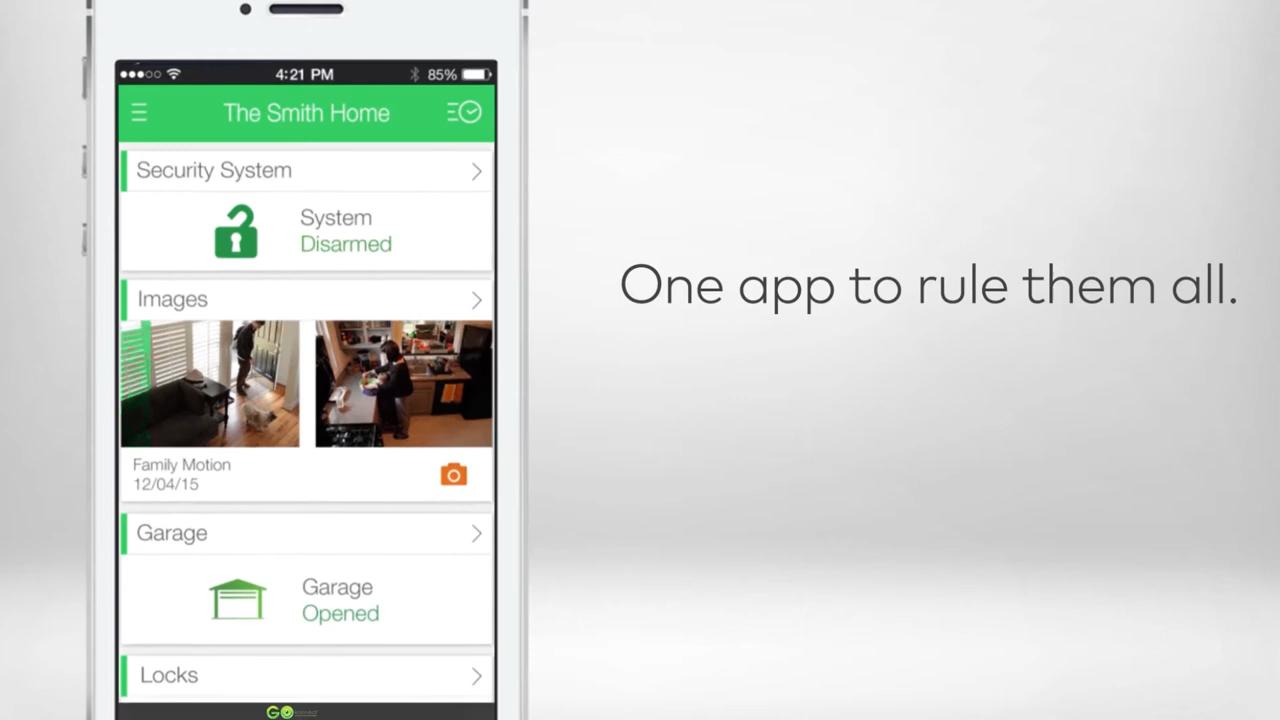 4:21 PM
85%
The Smith Home
Security System
System
Disarmed
Images
Family Motion
12/04/15
Garage
Garage
Opened
Locks
GO
One app to rule them all.